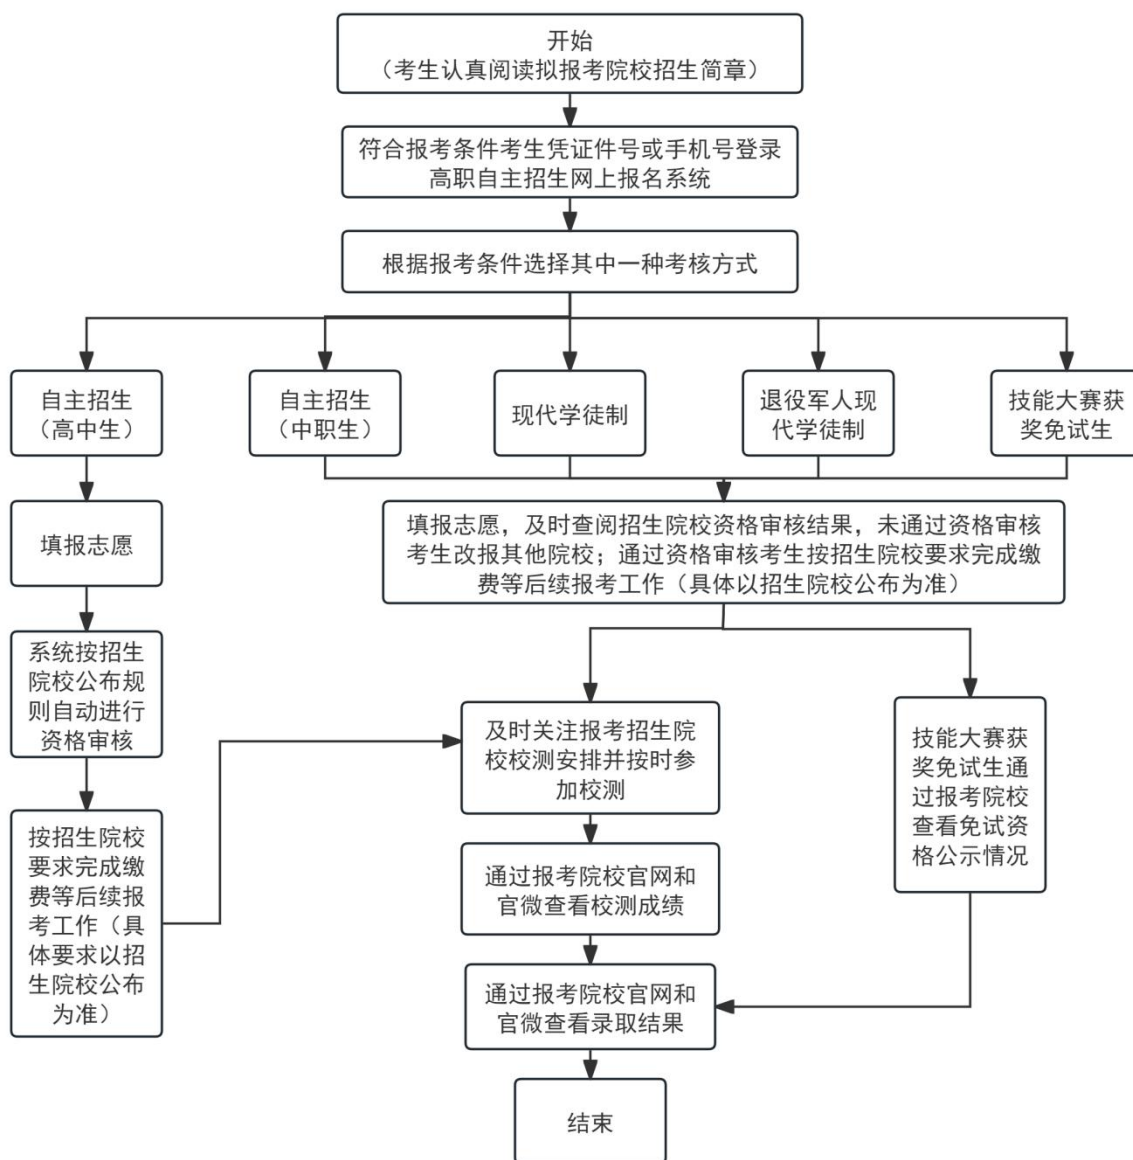 开始
（考生认真阅读拟报考院校招生简章）
符合报考条件考生凭证件号或手机号登录
高职自主招生网上报名系统
根据报考条件选择其中一种考核方式
自主招生
（高中生）
自主招生
（中职生）
现代学徒制
退役军人现
代学徒制
技能大赛获
奖免试生
填报志愿
填报志愿，及时查阅招生院校资格审核结果，未通过资格审核
考生改报其他院校；通过资格审核考生按招生院校要求完成缴
费等后续报考工作（具体以招生院校公布为准）
系统按招生
院校公布规
则自动进行
资格审核
及时关注报考招生院
校校测安排并按时参
加校测
技能大赛获
奖免试生通
过报考院校
查看免试资
格公示情况
按招生院校
要求完成缴
费等后续报
考工作（具
体要求以招
生院校公布
为准）
通过报考院校官网和
官微查看校测成绩
通过报考院校官网和
官微查看录取结果
结束